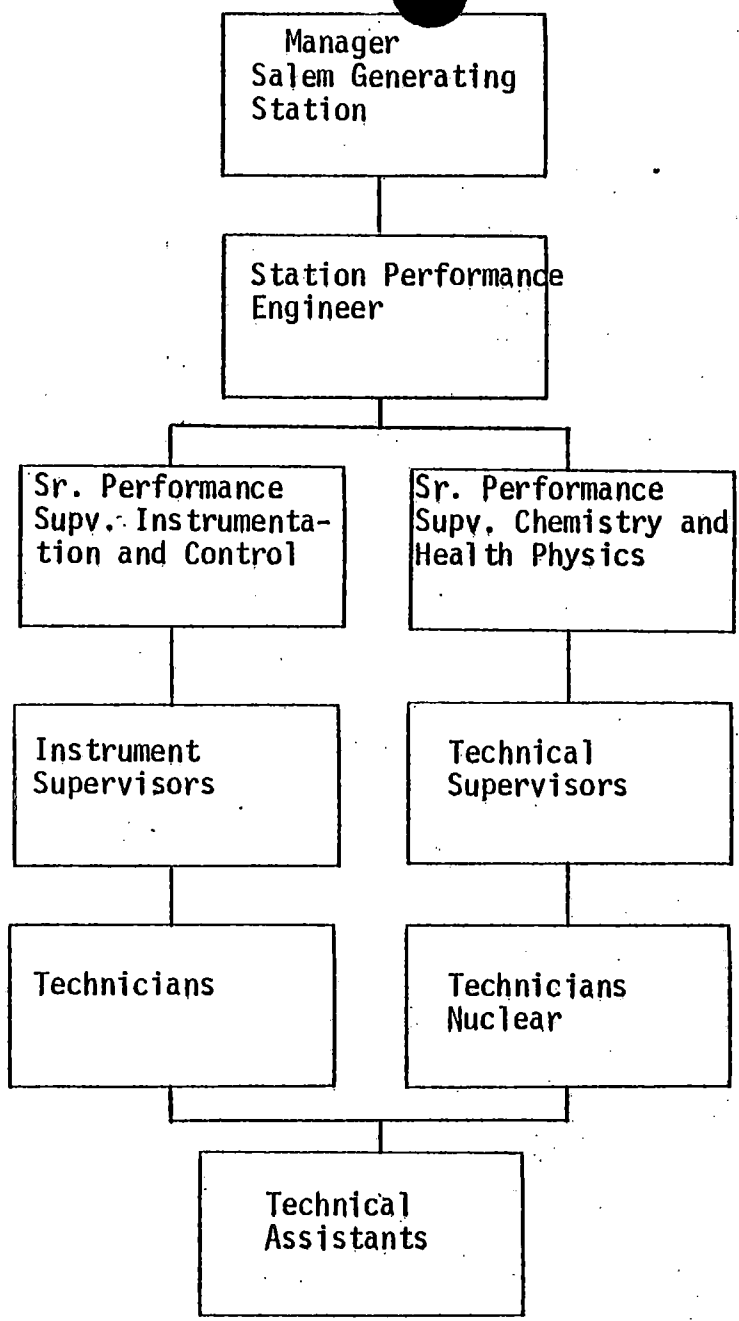 Manager
Salem Generating
Station
Station Performance
Engineer
Sr. Performance
Supv. Instrumenta-
tion and Control
Sr. Performance
Supv. Chemistry and
Health Physics
Instrument
Supervisors
Technical
Supervisors
Technicians
Technicians
Nuclear
Technical
Assistants